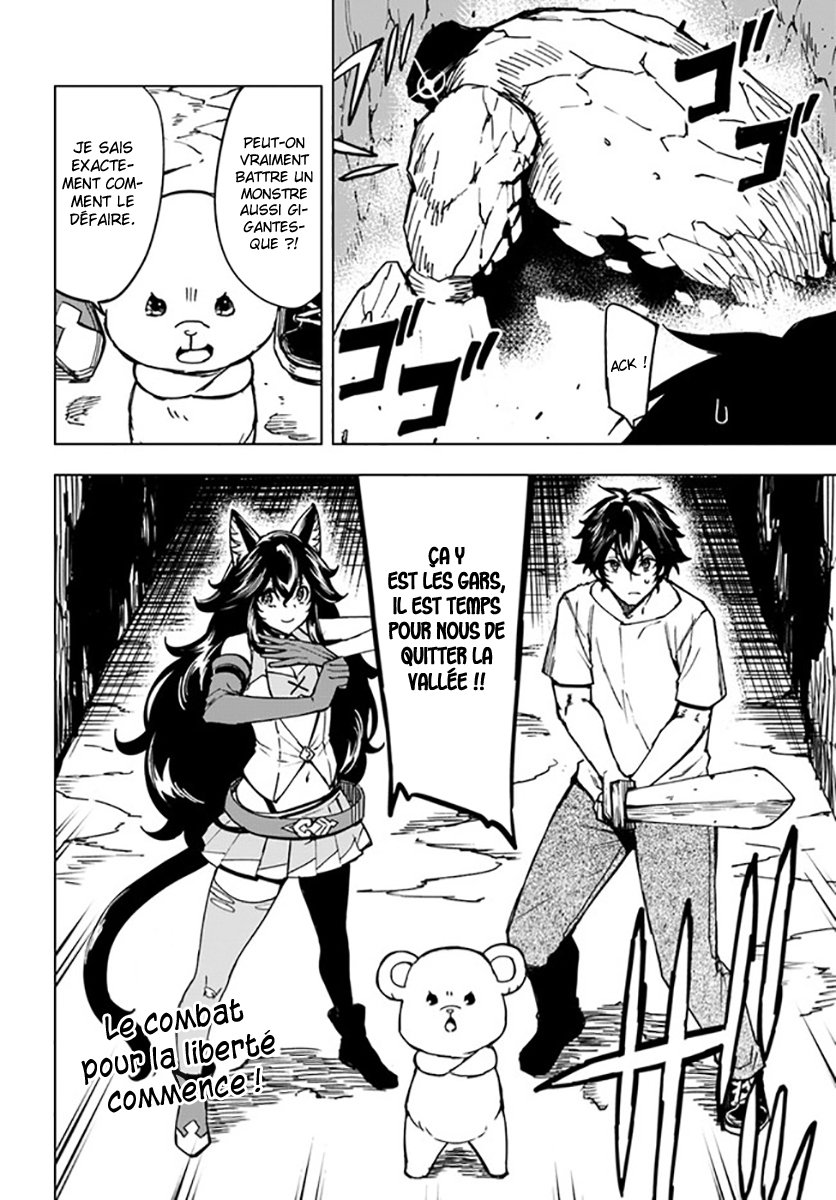 ゴゴ
ゴゴ
ACK !
PEUT-ON
VRAIMENT
BATTRE UN
MONSTRE
AUSSI GI-
GANTES-
QUE ?!
JE SAIS
EXACTE-
MENT COM-
MENT LE
DÉFAIRE.
ÇA Y
EST LES GARS,
IL EST TEMPS
POUR NOUS DE
QUITTER LA
VALLÉE !!
Le combat
pour la liberté
commence !